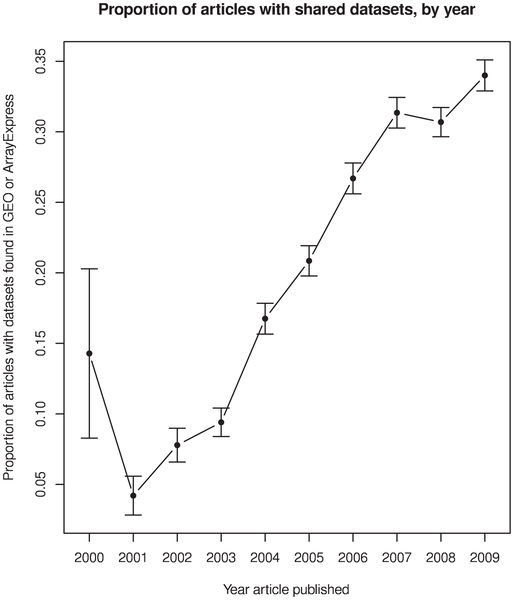 Proportion of articles with shared datasets, by year
Proportion of articles with datasets found in GEO or ArrayExpress
0.35
0.30
0.25
0.20
0.15
0.10
0.05
2000 2001 2002 2003 2004 2005 2006 2007 2008 2009
Year article published